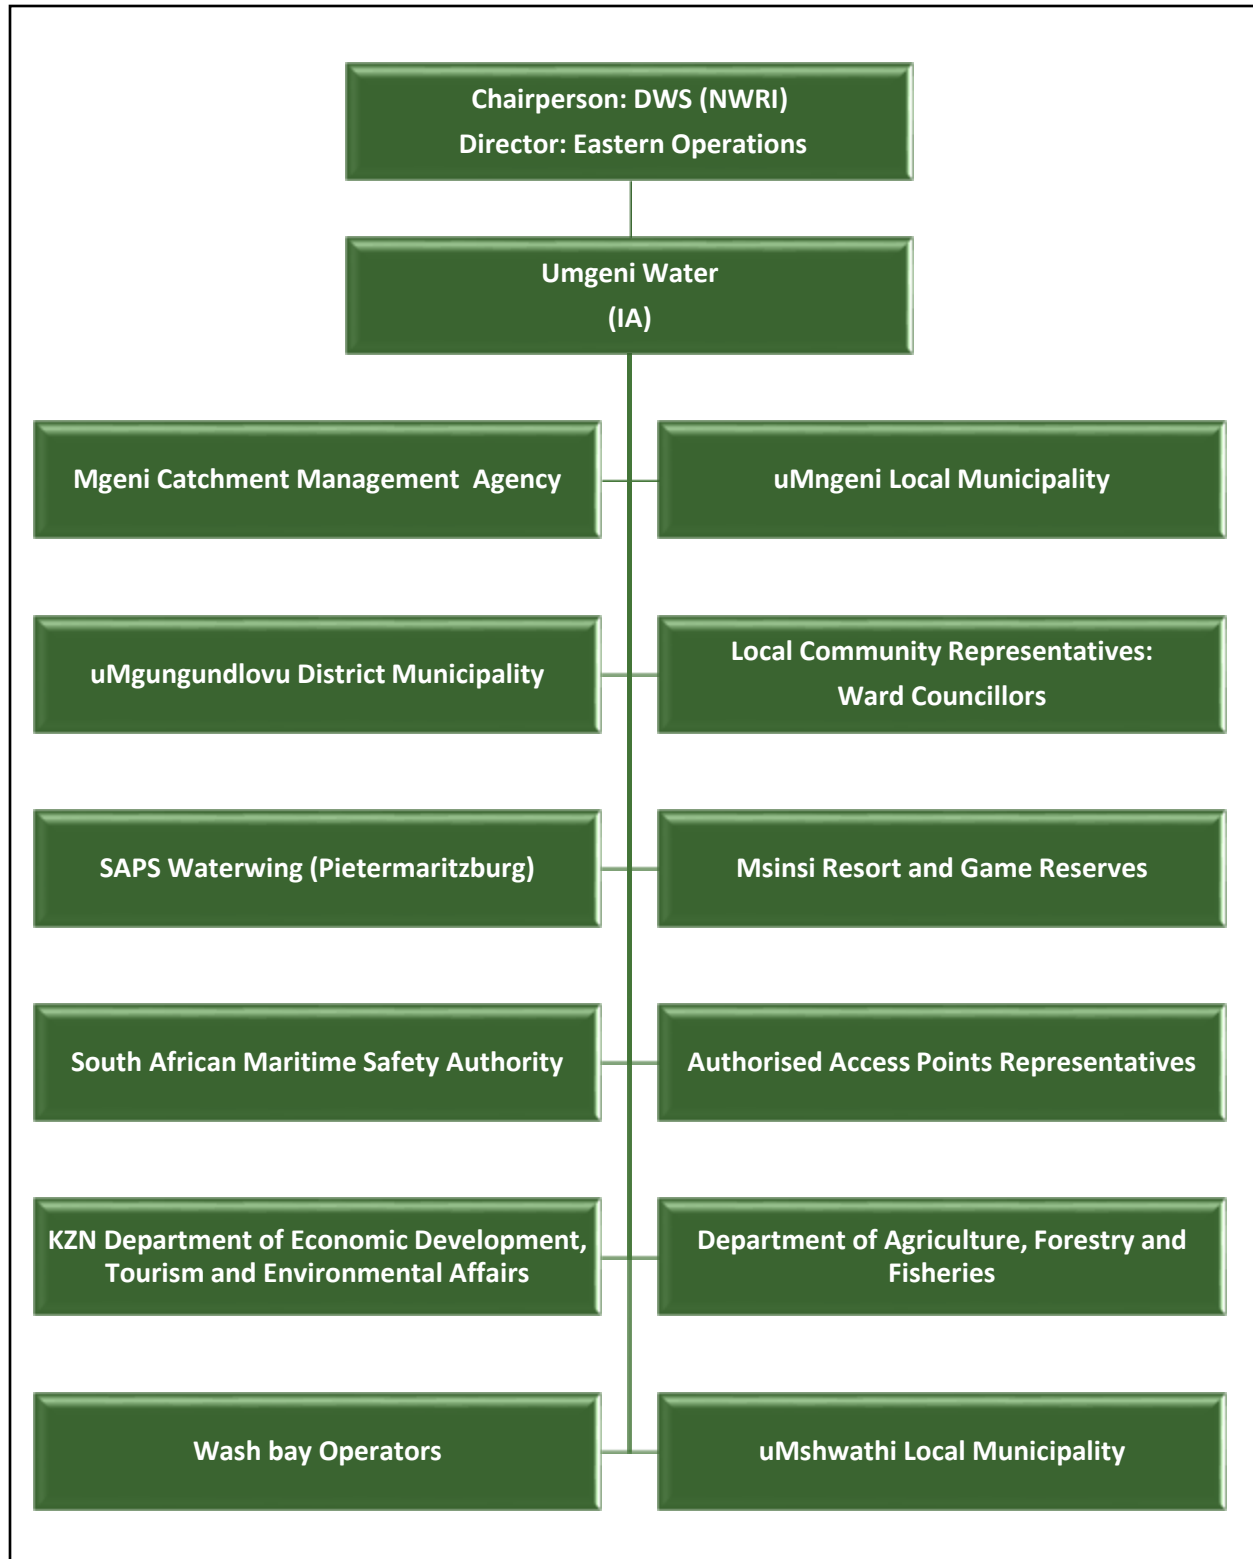 Chairperson: DWS (NWRI)
Director: Eastern Operations
Umgeni Water
(IA)
Mgeni Catchment Management Agency
uMngeni Local Municipality
uMgungundlovu District Municipality
Local Community Representatives:
Ward Councillors
SAPS Waterwing (Pietermaritzburg)
Msinsi Resort and Game Reserves
South African Maritime Safety Authority
Authorised Access Points Representatives
KZN Department of Economic Development,
Tourism and Environmental Affairs
Department of Agriculture, Forestry and
Fisheries
Wash bay Operators
uMshwathi Local Municipality